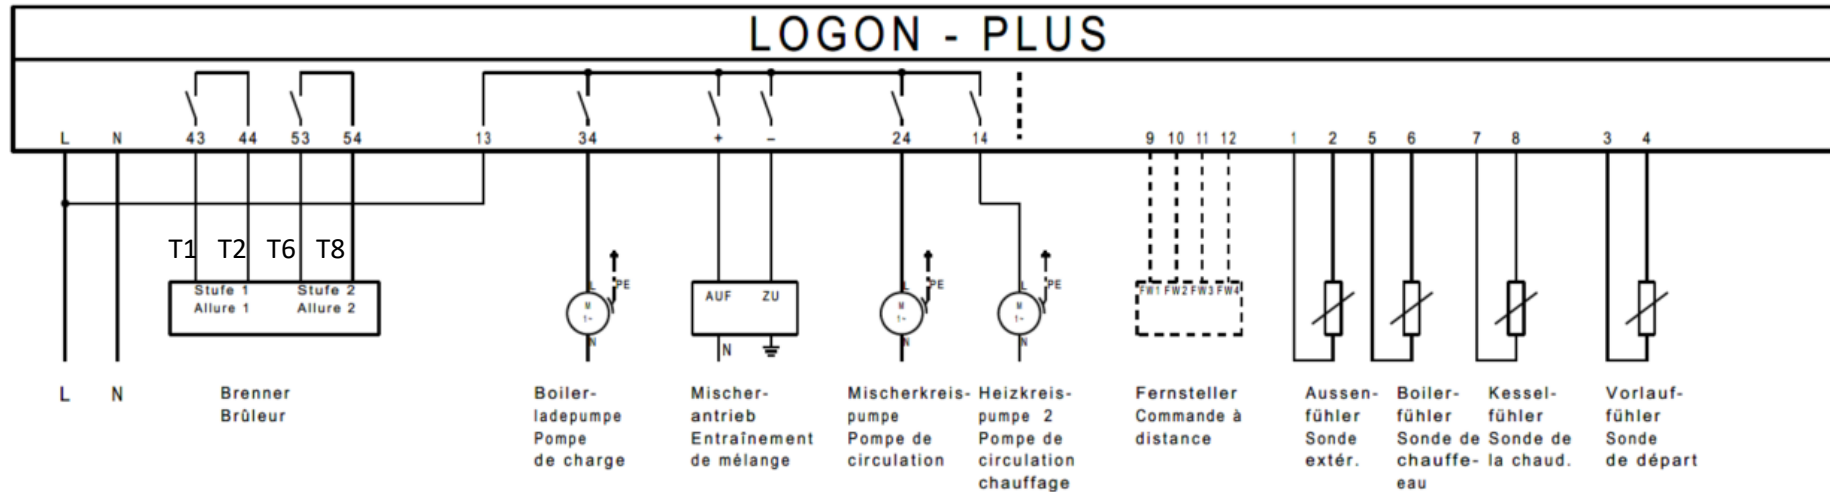 LOGON - PLUS
L N 43 44 53 54 13 34 + - 24 14 9 10 11 12 1 2 5 6 7 8 3 4
T1 T2 T6 T8
Stufe 1 Stufe 2
Allure 1 Allure 2
L PE
M
1~
N
AUF ZU
N
L PE
M
1~
N
L PE
M
1~
N
FW1 FW2 FW3 FW4
L N
Brenner
Brûleur
Boiler-
ladepumpe
Pompe
de charge
Mischer-
antrieb
Entraînement
de mélange
Mischerkreis-
pumpe
Pompe de
circulation
Heizkreis-
pumpe 2
Pompe de
circulation
chauffage
Fernsteller
Commande à
distance
Aussen-
fühler
Sonde
extér.
Boiler-
fühler
Sonde de
chauffe-
eau
Kessel-
fühler
Sonde de
la chaud.
Vorlauf-
fühler
Sonde
de départ